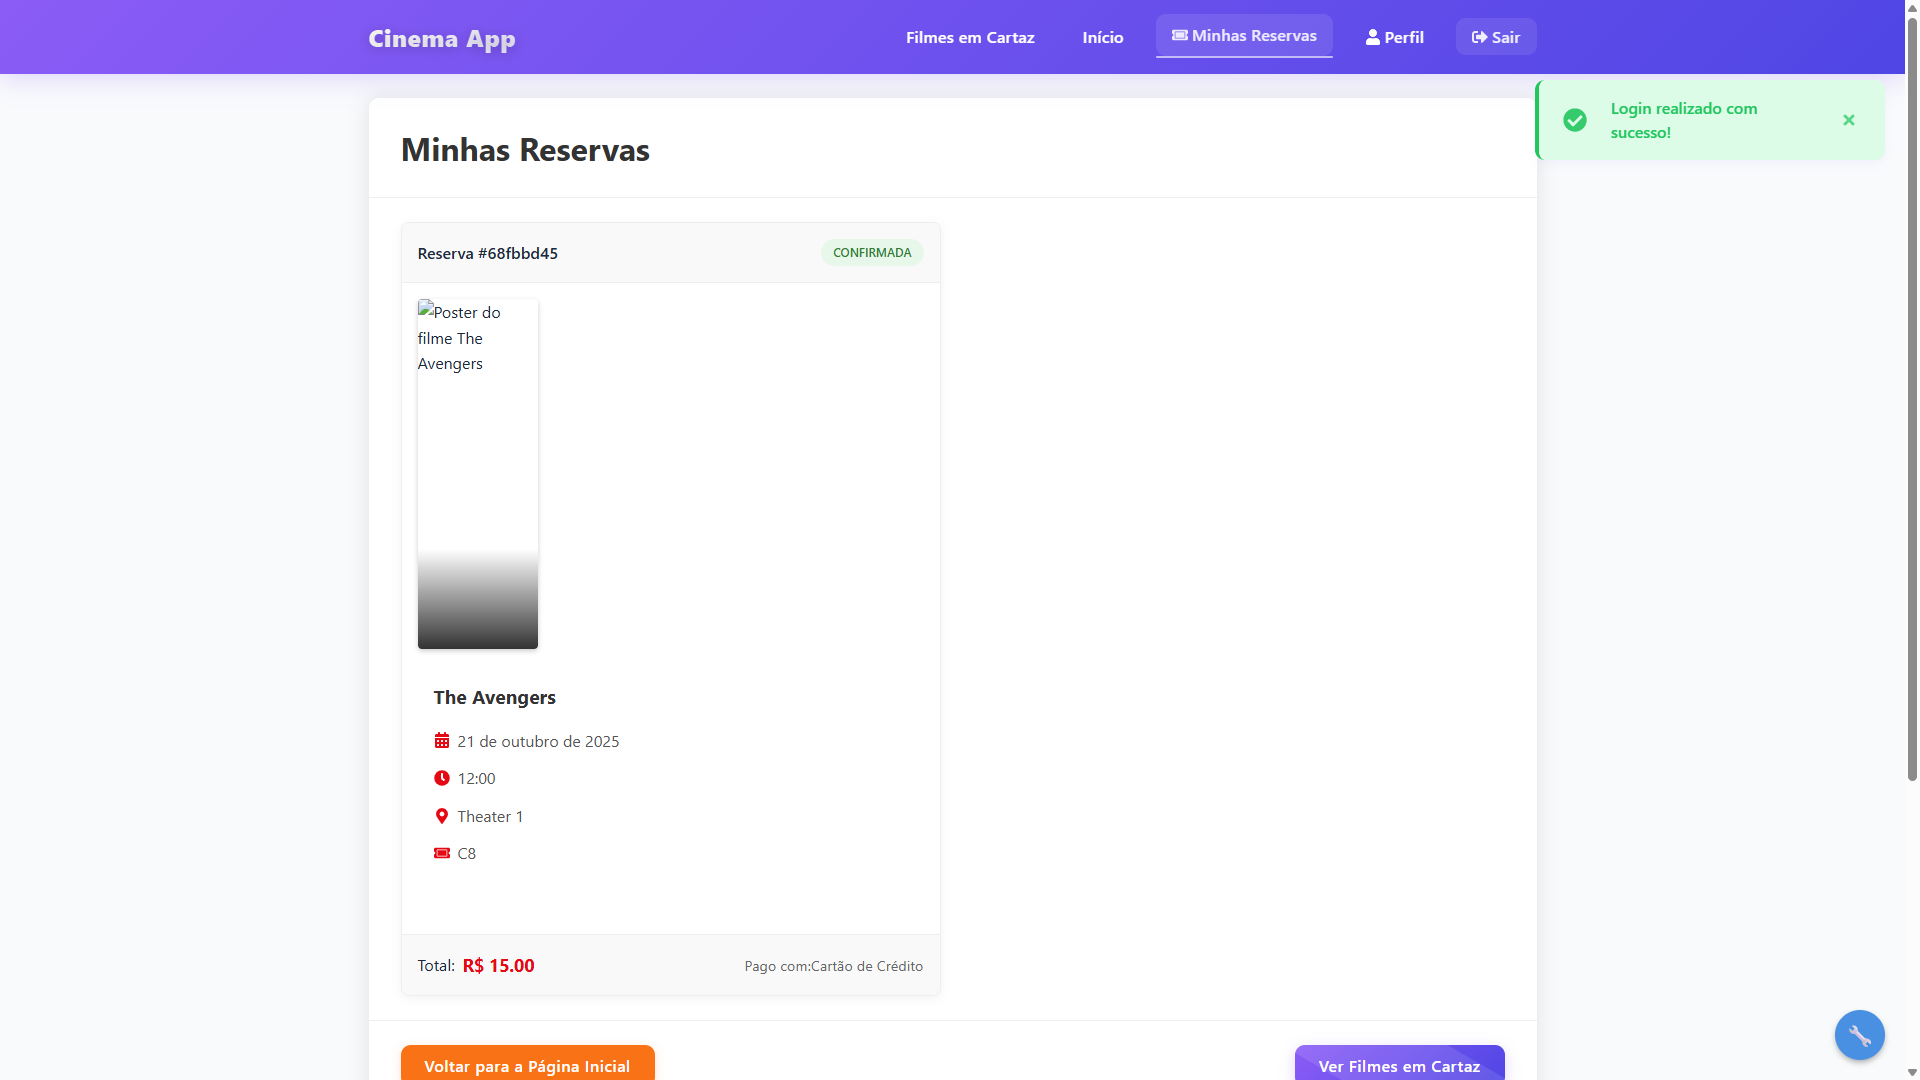 Cinema App
Filmes em Cartaz
Início
Minhas Reservas
Perfil
Sair
Login realizado com
sucesso!
Minhas Reservas
Reserva #68fbbd45
CONFIRMADA
Poster do
filme The
Avengers
The Avengers
21 de outubro de 2025
12:00
Theater 1
C8
Total: R$ 15.00
Pago com:Cartão de Crédito
Voltar para a Página Inicial
Ver Filmes em Cartaz